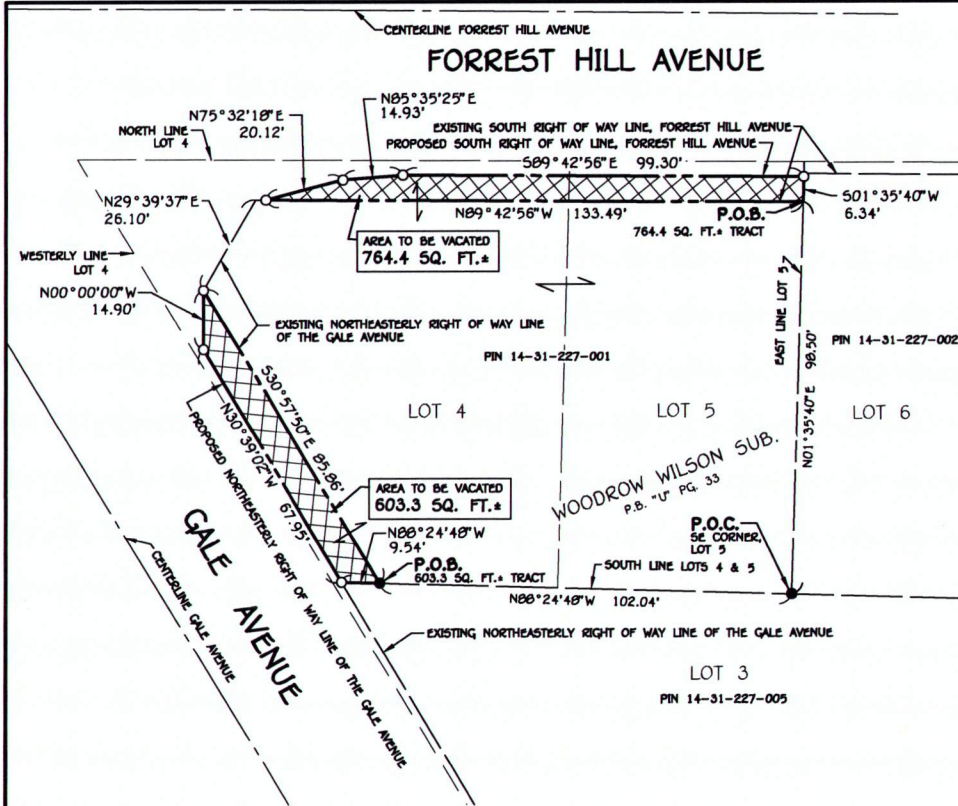 CENTERLINE FORREST HILL AVENUE
FORREST HILL AVENUE
N85°35'25"E
14.93'
N75°32'18"E
20.12'
NORTH LINE
LOT 4
EXISTING SOUTH RIGHT OF WAY LINE, FORREST HILL AVENUE
PROPOSED SOUTH RIGHT OF WAY LINE, FORREST HILL AVENUE
S89°42'56"E 99.30'
N29°39'37"E
26.10'
S01°35'40"W
6.34'
N89°42'56"W 133.49'
P.O.B.
764.4 SQ. FT.± TRACT
AREA TO BE VACATED
764.4 SQ. FT.±
WESTERLY LINE
LOT 4
N00°00'00"W
14.90'
EXISTING NORTHEASTERLY RIGHT OF WAY LINE
OF THE GALE AVENUE
PIN 14-31-227-001
EAST LINE LOT 5
PIN 14-31-227-002
S30°57'50"E 85.86'
LOT 4
LOT 5
N01°35'40"E 98.50'
LOT 6
N30°39'02"W 67.95'
PROPOSED NORTHEASTERLY RIGHT OF WAY LINE OF THE GALE AVENUE
WOODROW WILSON SUB.
P.B. "U" PG. 33
AREA TO BE VACATED
603.3 SQ. FT.±
N88°24'48"W
9.54'
P.O.B.
603.3 SQ. FT.± TRACT
P.O.C.
SE CORNER,
LOT 5
SOUTH LINE LOTS 4 & 5
N88°24'48"W 102.04'
GALE AVENUE
CENTERLINE GALE AVENUE
EXISTING NORTHEASTERLY RIGHT OF WAY LINE OF THE GALE AVENUE
LOT 3
PIN 14-31-227-005